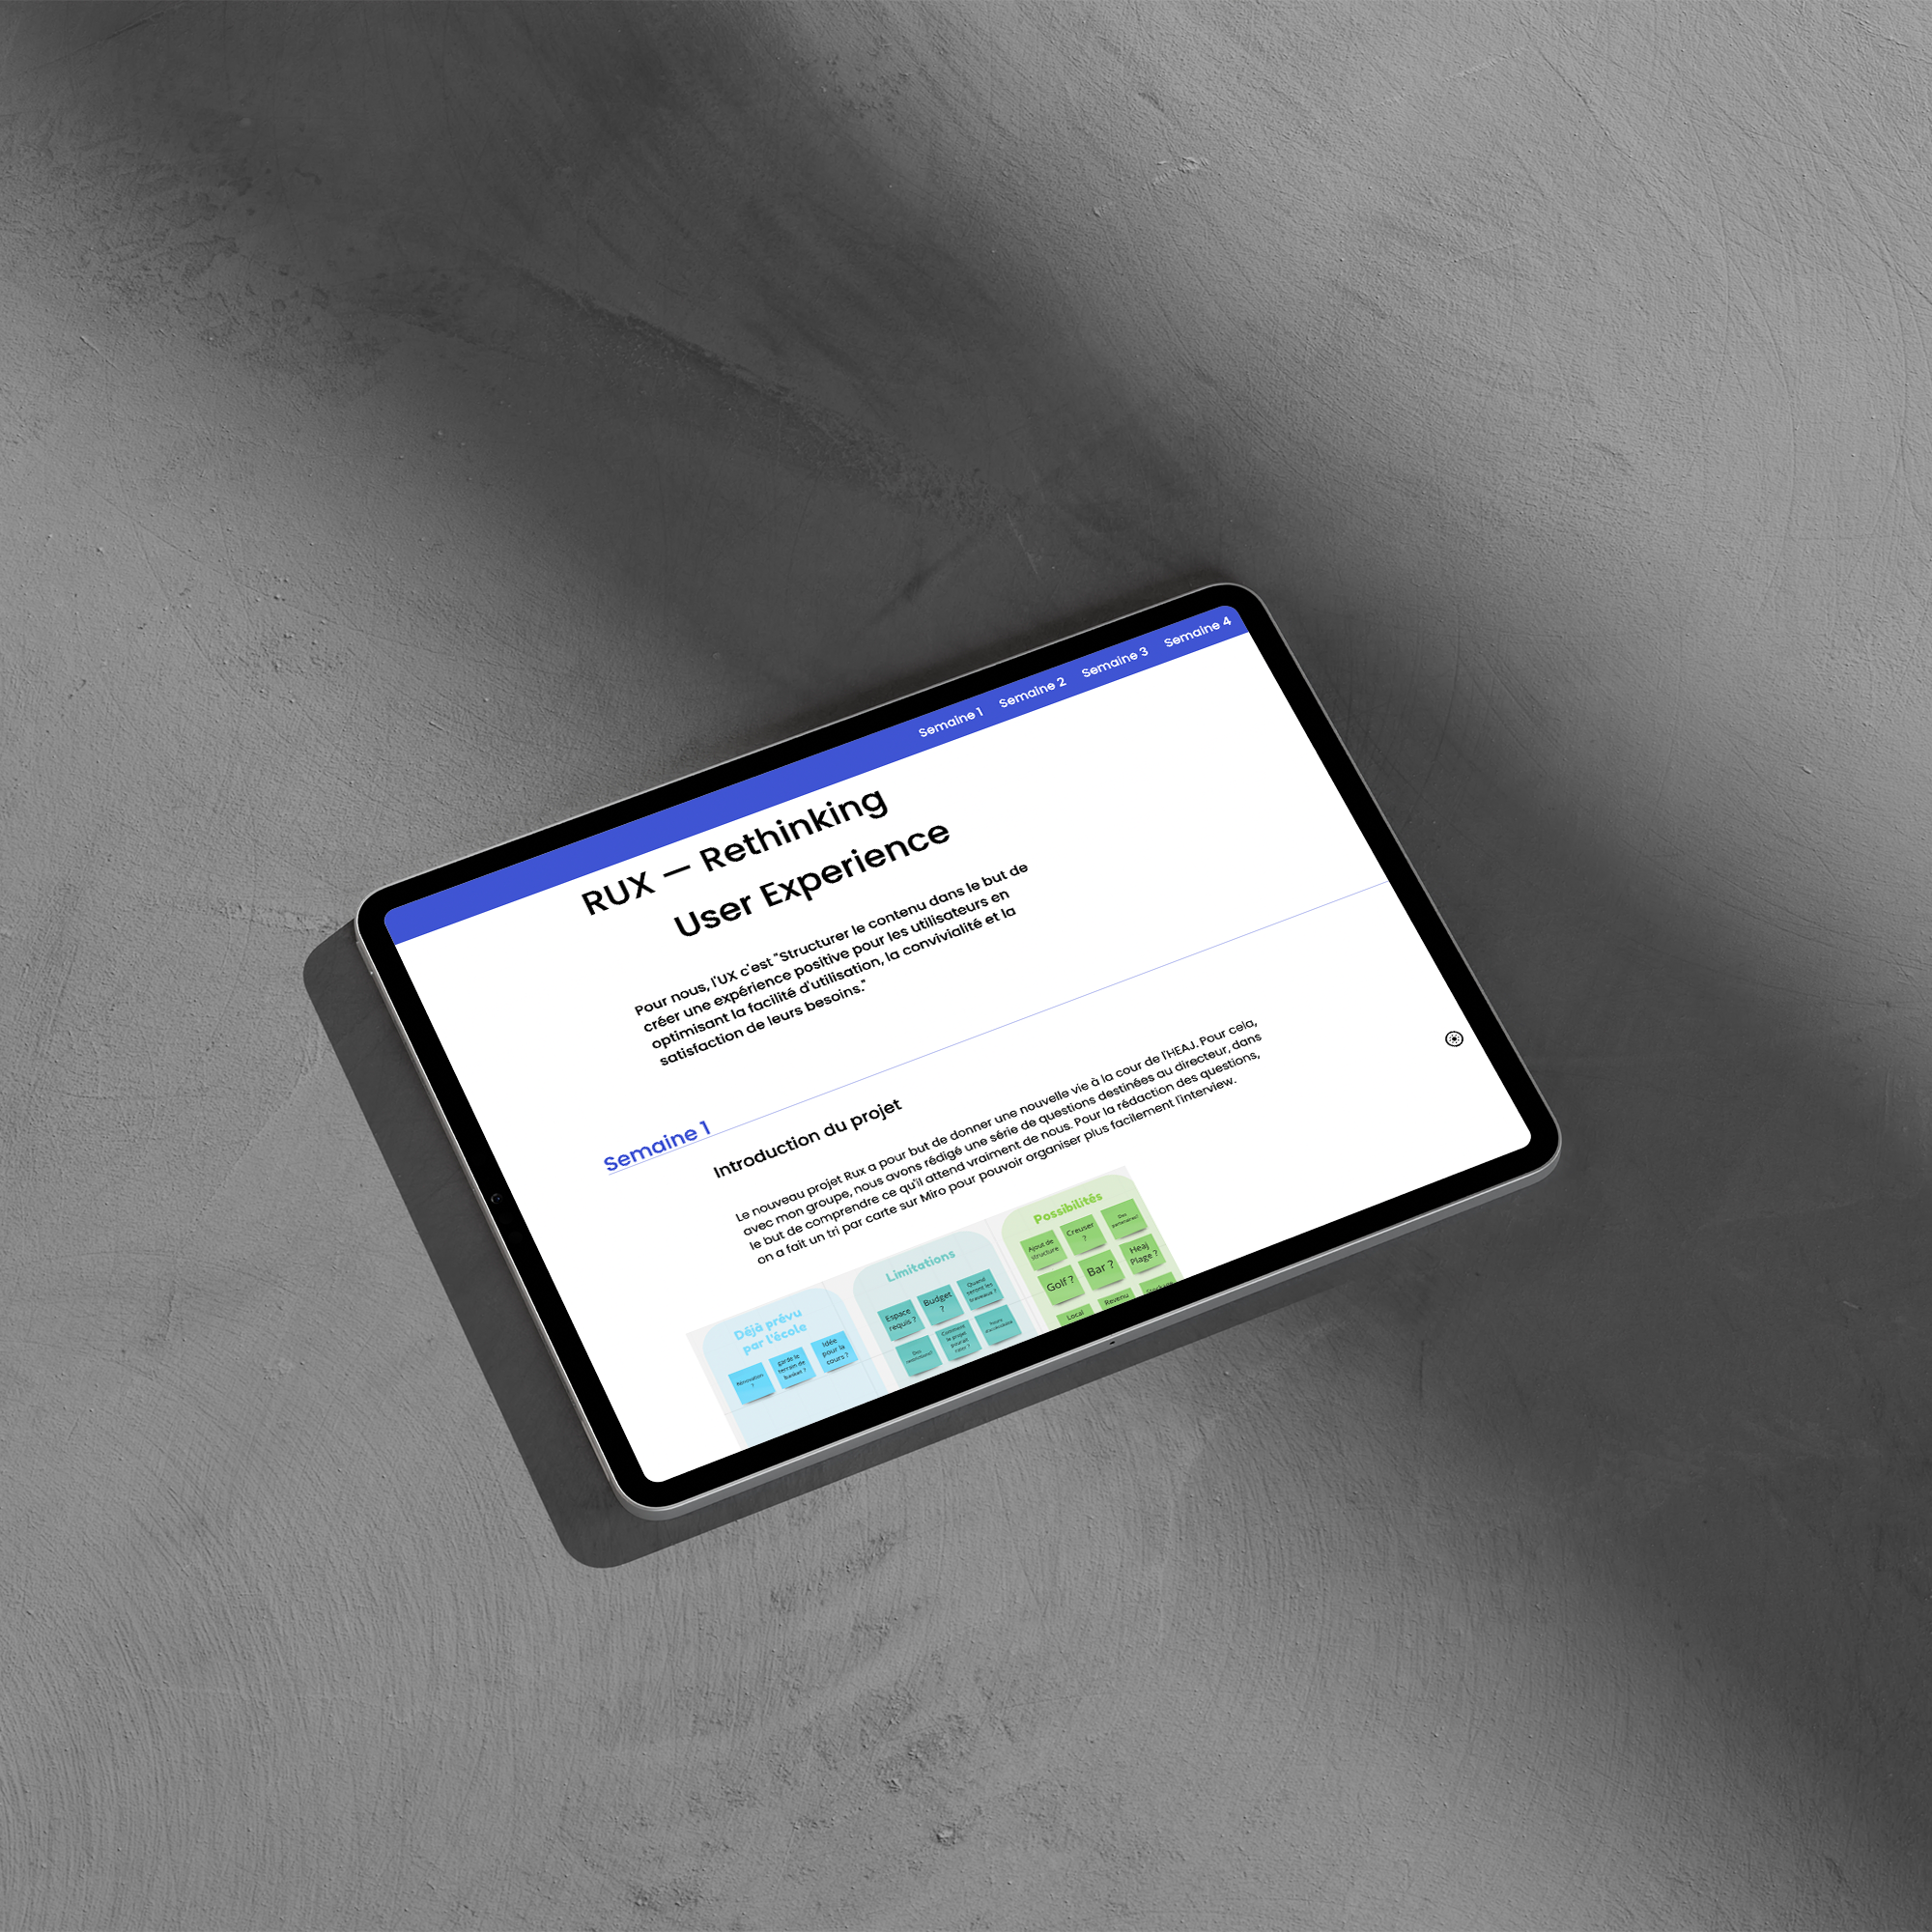 Semaine 1 Semaine 2 Semaine 3 Semaine 4
RUX — Rethinking
User Experience
Pour nous, l'UX c'est "Structurer le contenu dans le but de
créer une expérience positive pour les utilisateurs en
optimisant la facilité d'utilisation, la convivialité et la
satisfaction de leurs besoins."
Semaine 1
Introduction du projet
Le nouveau projet Rux a pour but de donner une nouvelle vie à la cour de l'HEAJ. Pour cela,
avec mon groupe, nous avons rédigé une série de questions destinées au directeur, dans
le but de comprendre ce qu'il attend vraiment de nous. Pour la rédaction des questions,
on a fait un tri par carte sur Miro pour pouvoir organiser plus facilement l'interview.
Déjà prévu
par l'école
Rénovation
?
garde le
terrain de
basket ?
Idée
pour la
cours ?
Limitations
Espace
requis ?
Budget
?
Quand
seront les
travaux ?
Des
Comment
le projet
pourrait
rater ?
Possibilités
Ajout de
structure
Creuser
?
Des
partenaires?
Golf ?
Bar ?
Heaj
Plage ?
Local
Revenu